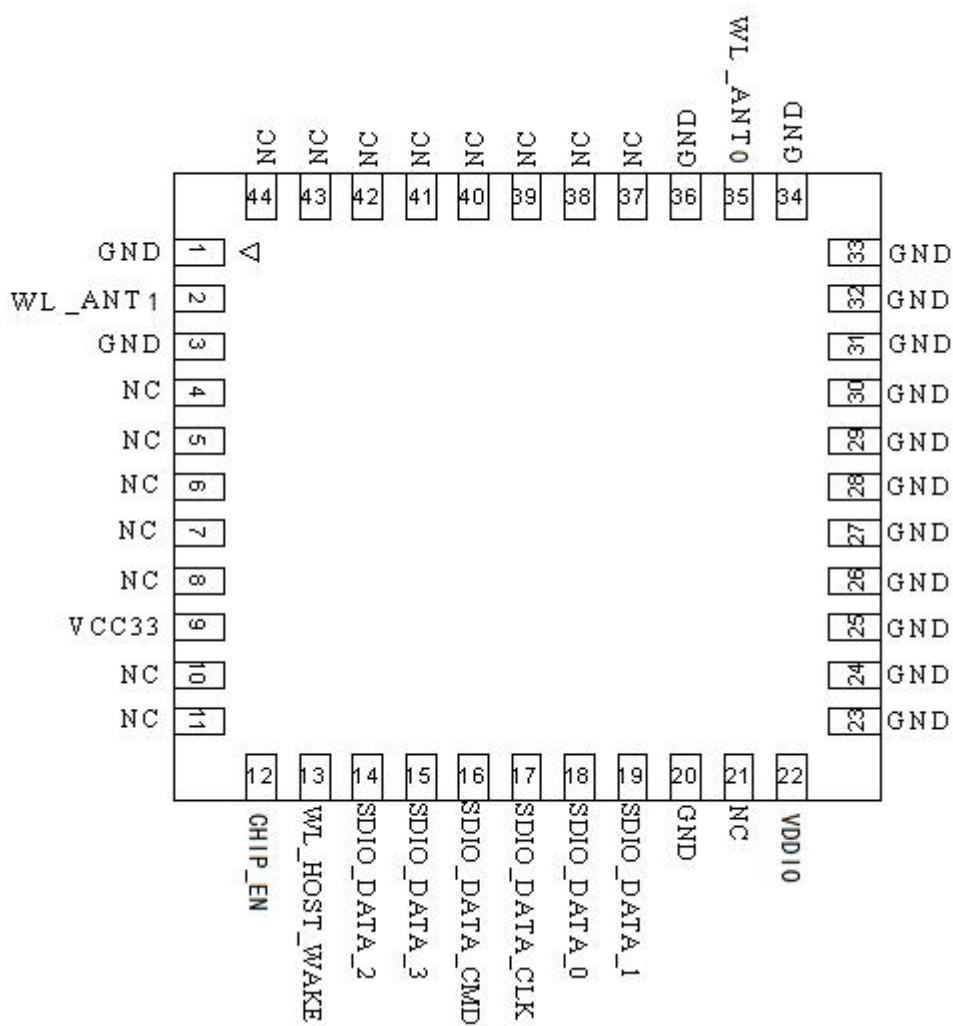 WL_ANT0
NC NC NC NC NC NC NC NC GND GND
44 43 42 41 40 39 38 37 36 35 34
GND 1 33 GND
WL_ANT1 2 32 GND
GND 3 31 GND
NC 4 30 GND
NC 5 29 GND
NC 6 28 GND
NC 7 27 GND
NC 8 26 GND
VCC33 9 25 GND
NC 10 24 GND
NC 11 23 GND
12 13 14 15 16 17 18 19 20 21 22
CHIP_EN
WL_HOST_WAKE
SDIO_DATA_2
SDIO_DATA_3
SDIO_DATA_CMD
SDIO_DATA_CLK
SDIO_DATA_0
SDIO_DATA_1
GND
NC
VDDIO